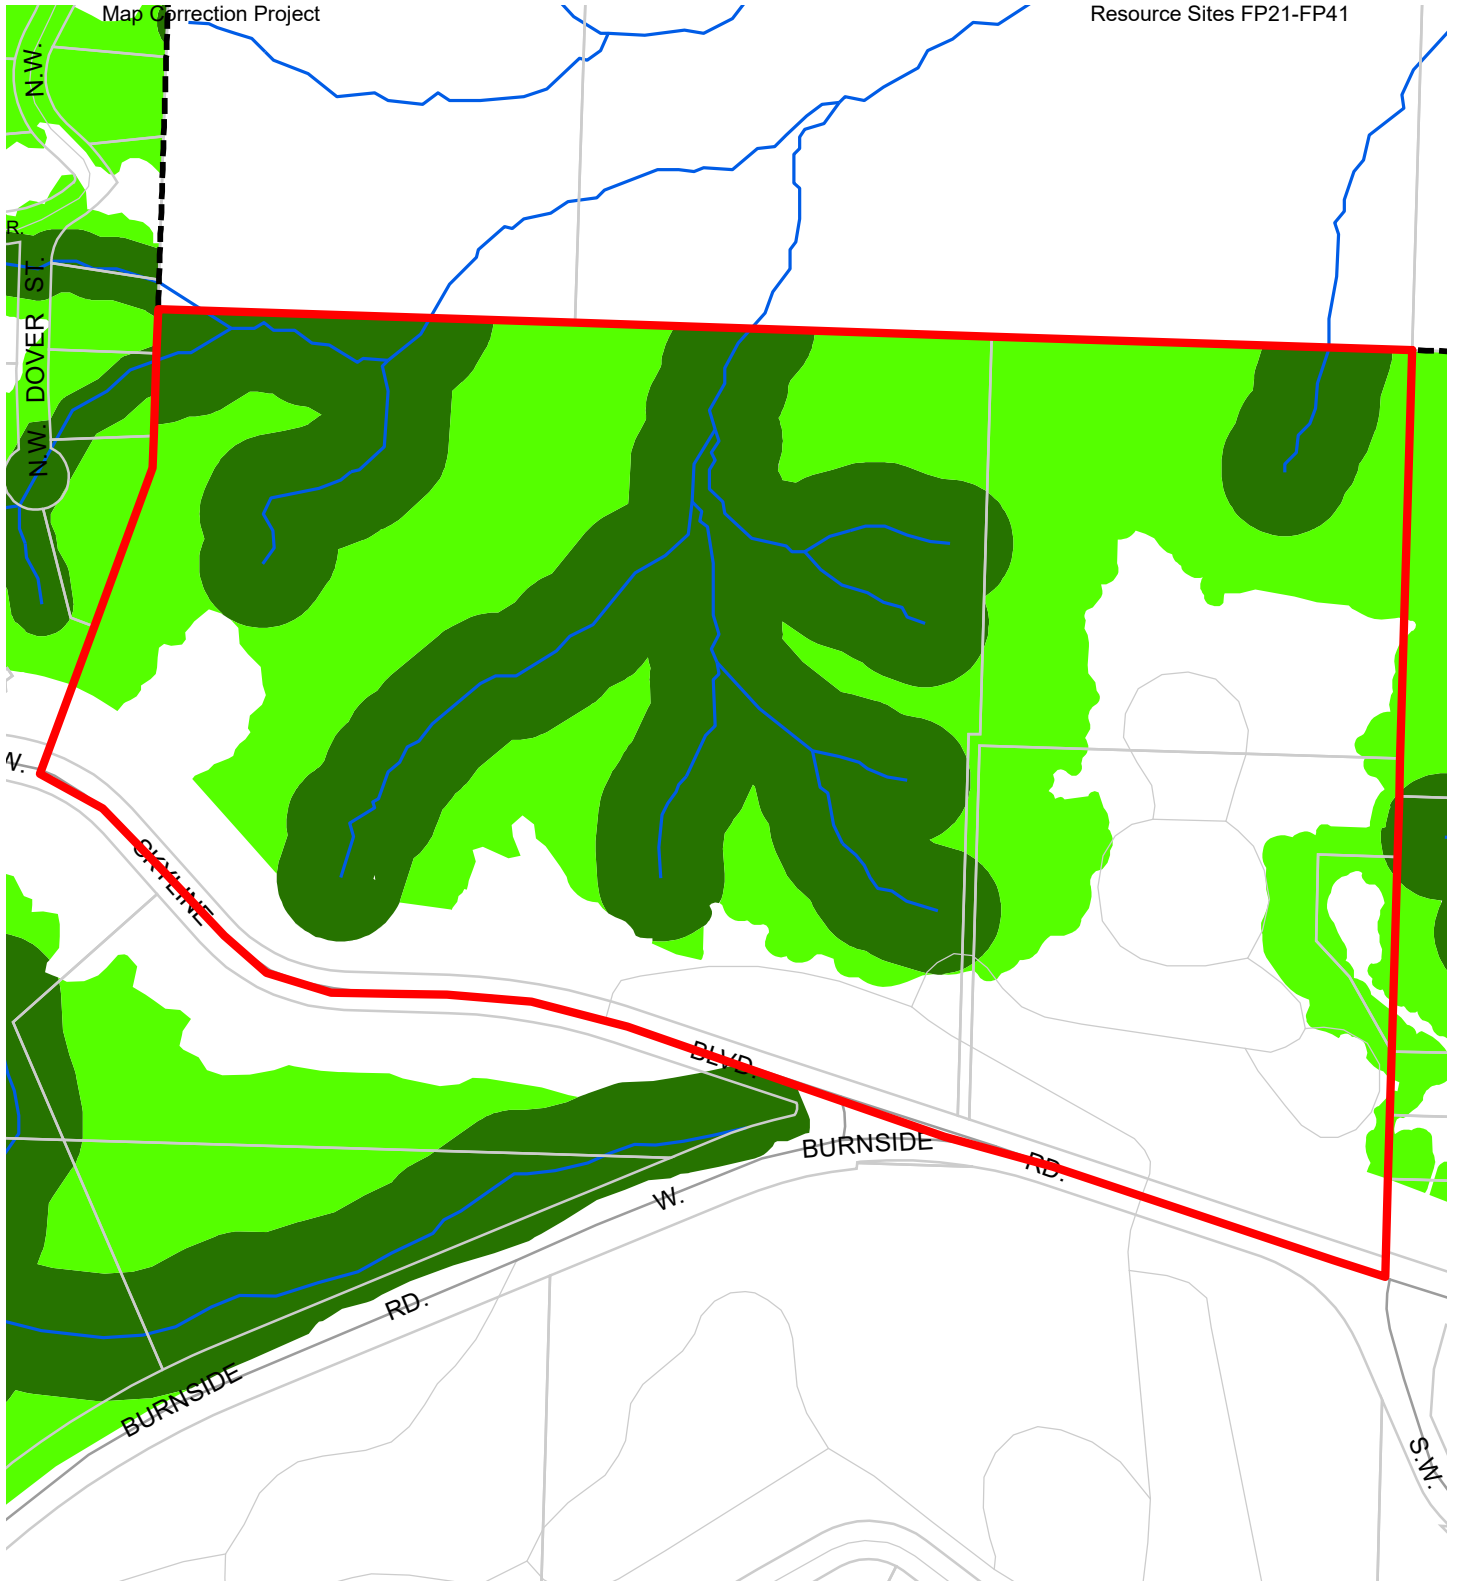 Map Correction Project
Resource Sites FP21-FP41
N.W.
R.
N.W. DOVER ST.
W.
SKYLINE
BLVD.
BURNSIDE
RD.
W.
RD.
BURNSIDE
S.W.